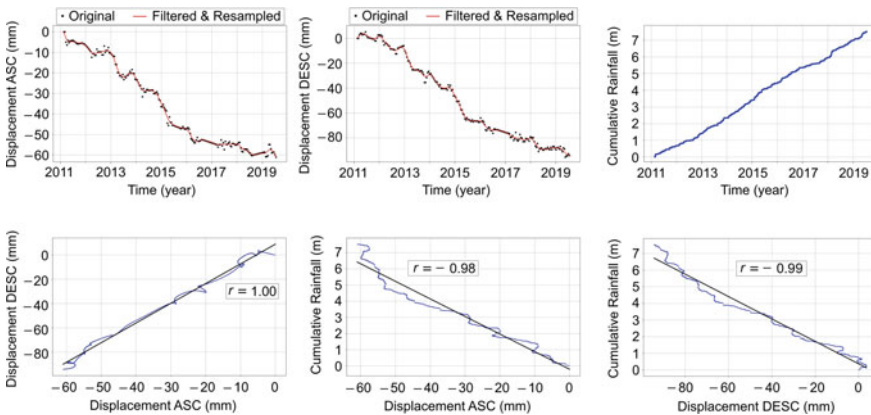 • Original — Filtered & Resampled
Displacement ASC (mm)
0
−10
−20
−30
−40
−50
−60
2011 2013 2015 2017 2019
Time (year)
• Original — Filtered & Resampled
Displacement DESC (mm)
0
−20
−40
−60
−80
2011 2013 2015 2017 2019
Time (year)
Cumulative Rainfall (m)
7
6
5
4
3
2
1
0
2011 2013 2015 2017 2019
Time (year)
Displacement DESC (mm)
0
−20
−40
−60
−80
r = 1.00
−60 −50 −40 −30 −20 −10 0
Displacement ASC (mm)
Cumulative Rainfall (m)
7
6
5
4
3
2
1
0
r = − 0.98
−60 −50 −40 −30 −20 −10 0
Displacement ASC (mm)
Cumulative Rainfall (m)
7
6
5
4
3
2
1
0
r = − 0.99
−80 −60 −40 −20 0
Displacement DESC (mm)